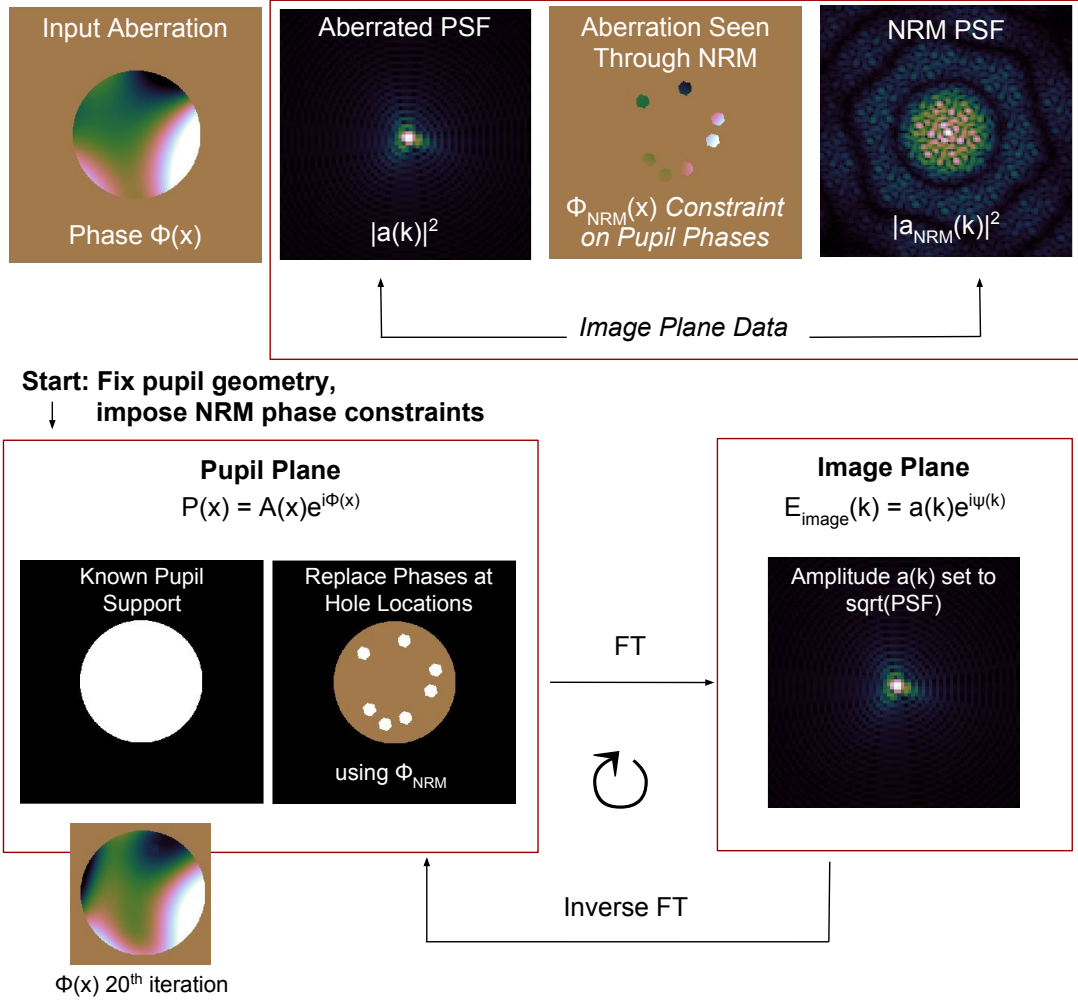 Input Aberration
Phase Φ(x)
Aberrated PSF
|a(k)|²
Aberration Seen
Through NRM
Φ_NRM(x) Constraint
on Pupil Phases
NRM PSF
|a_NRM(k)|²
Image Plane Data
Start: Fix pupil geometry,
impose NRM phase constraints
Pupil Plane
P(x) = A(x)e^iΦ(x)
Known Pupil
Support
Replace Phases at
Hole Locations
using Φ_NRM
FT
Image Plane
E_image(k) = a(k)e^iψ(k)
Amplitude a(k) set to
sqrt(PSF)
Inverse FT
Φ(x) 20th iteration